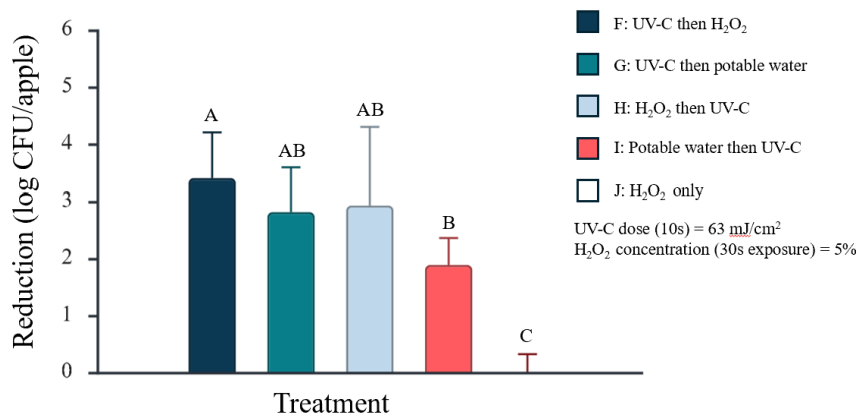 Reduction (log CFU/apple)
6
5
4
3
2
1
0
A
AB
AB
B
C
Treatment
F: UV-C then H₂O₂
G: UV-C then potable water
H: H₂O₂ then UV-C
I: Potable water then UV-C
J: H₂O₂ only
UV-C dose (10s) = 63 mJ/cm²
H₂O₂ concentration (30s exposure) = 5%